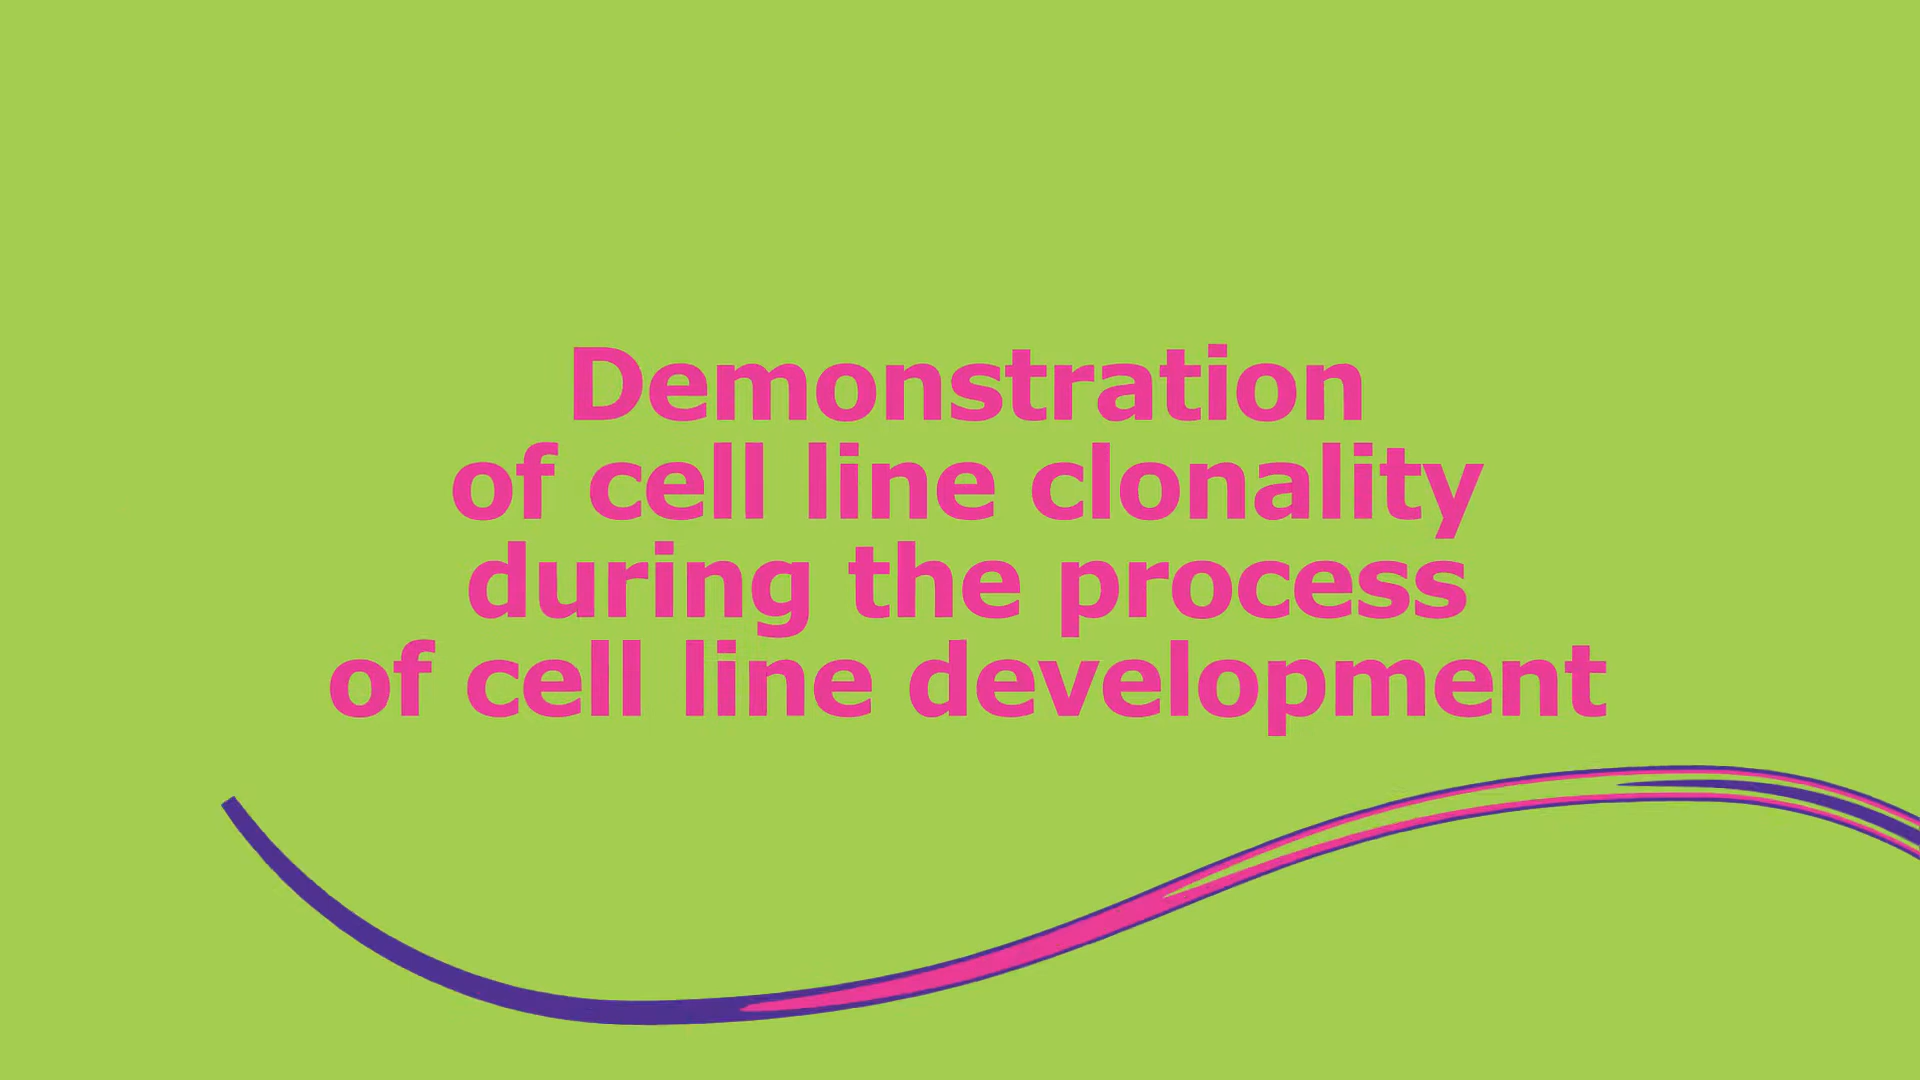 Demonstration
of cell line clonality
during the process
of cell line development